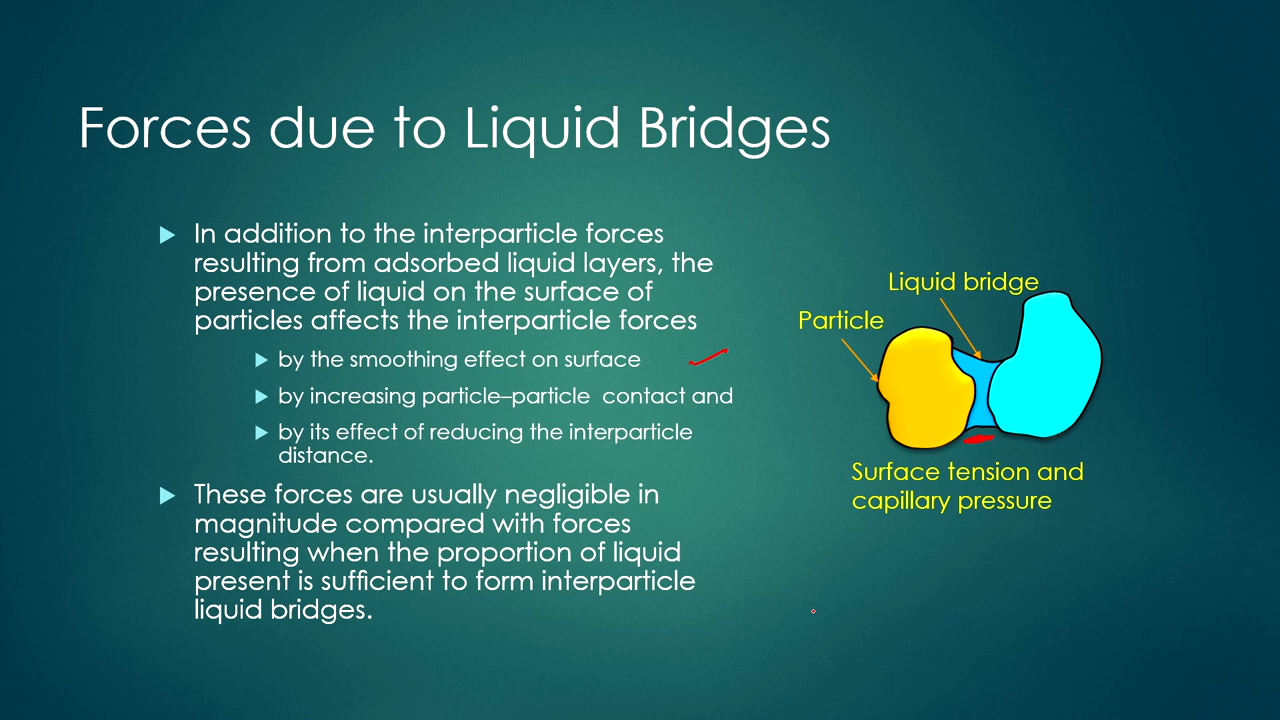 Forces due to Liquid Bridges
In addition to the interparticle forces
resulting from adsorbed liquid layers, the
presence of liquid on the surface of
particles affects the interparticle forces
by the smoothing effect on surface
by increasing particle–particle contact and
by its effect of reducing the interparticle
distance.
These forces are usually negligible in
magnitude compared with forces
resulting when the proportion of liquid
present is sufficient to form interparticle
liquid bridges.
Liquid bridge
Particle
Surface tension and
capillary pressure